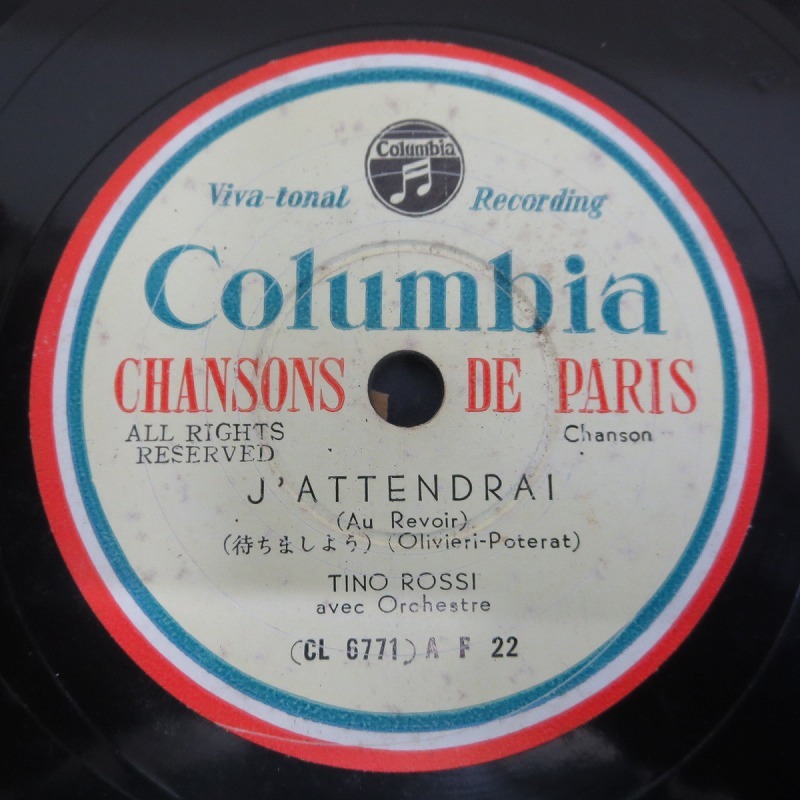 Columbia
Viva-tonal Recording
Columbia
CHANSONS DE PARIS
ALL RIGHTS RESERVED
Chanson
J'ATTENDRAI
(Au Revoir)
(待ちましよう) (Olivieri-Poterat)
TINO ROSSI
avec Orchestre
(CL 6771) A F 22